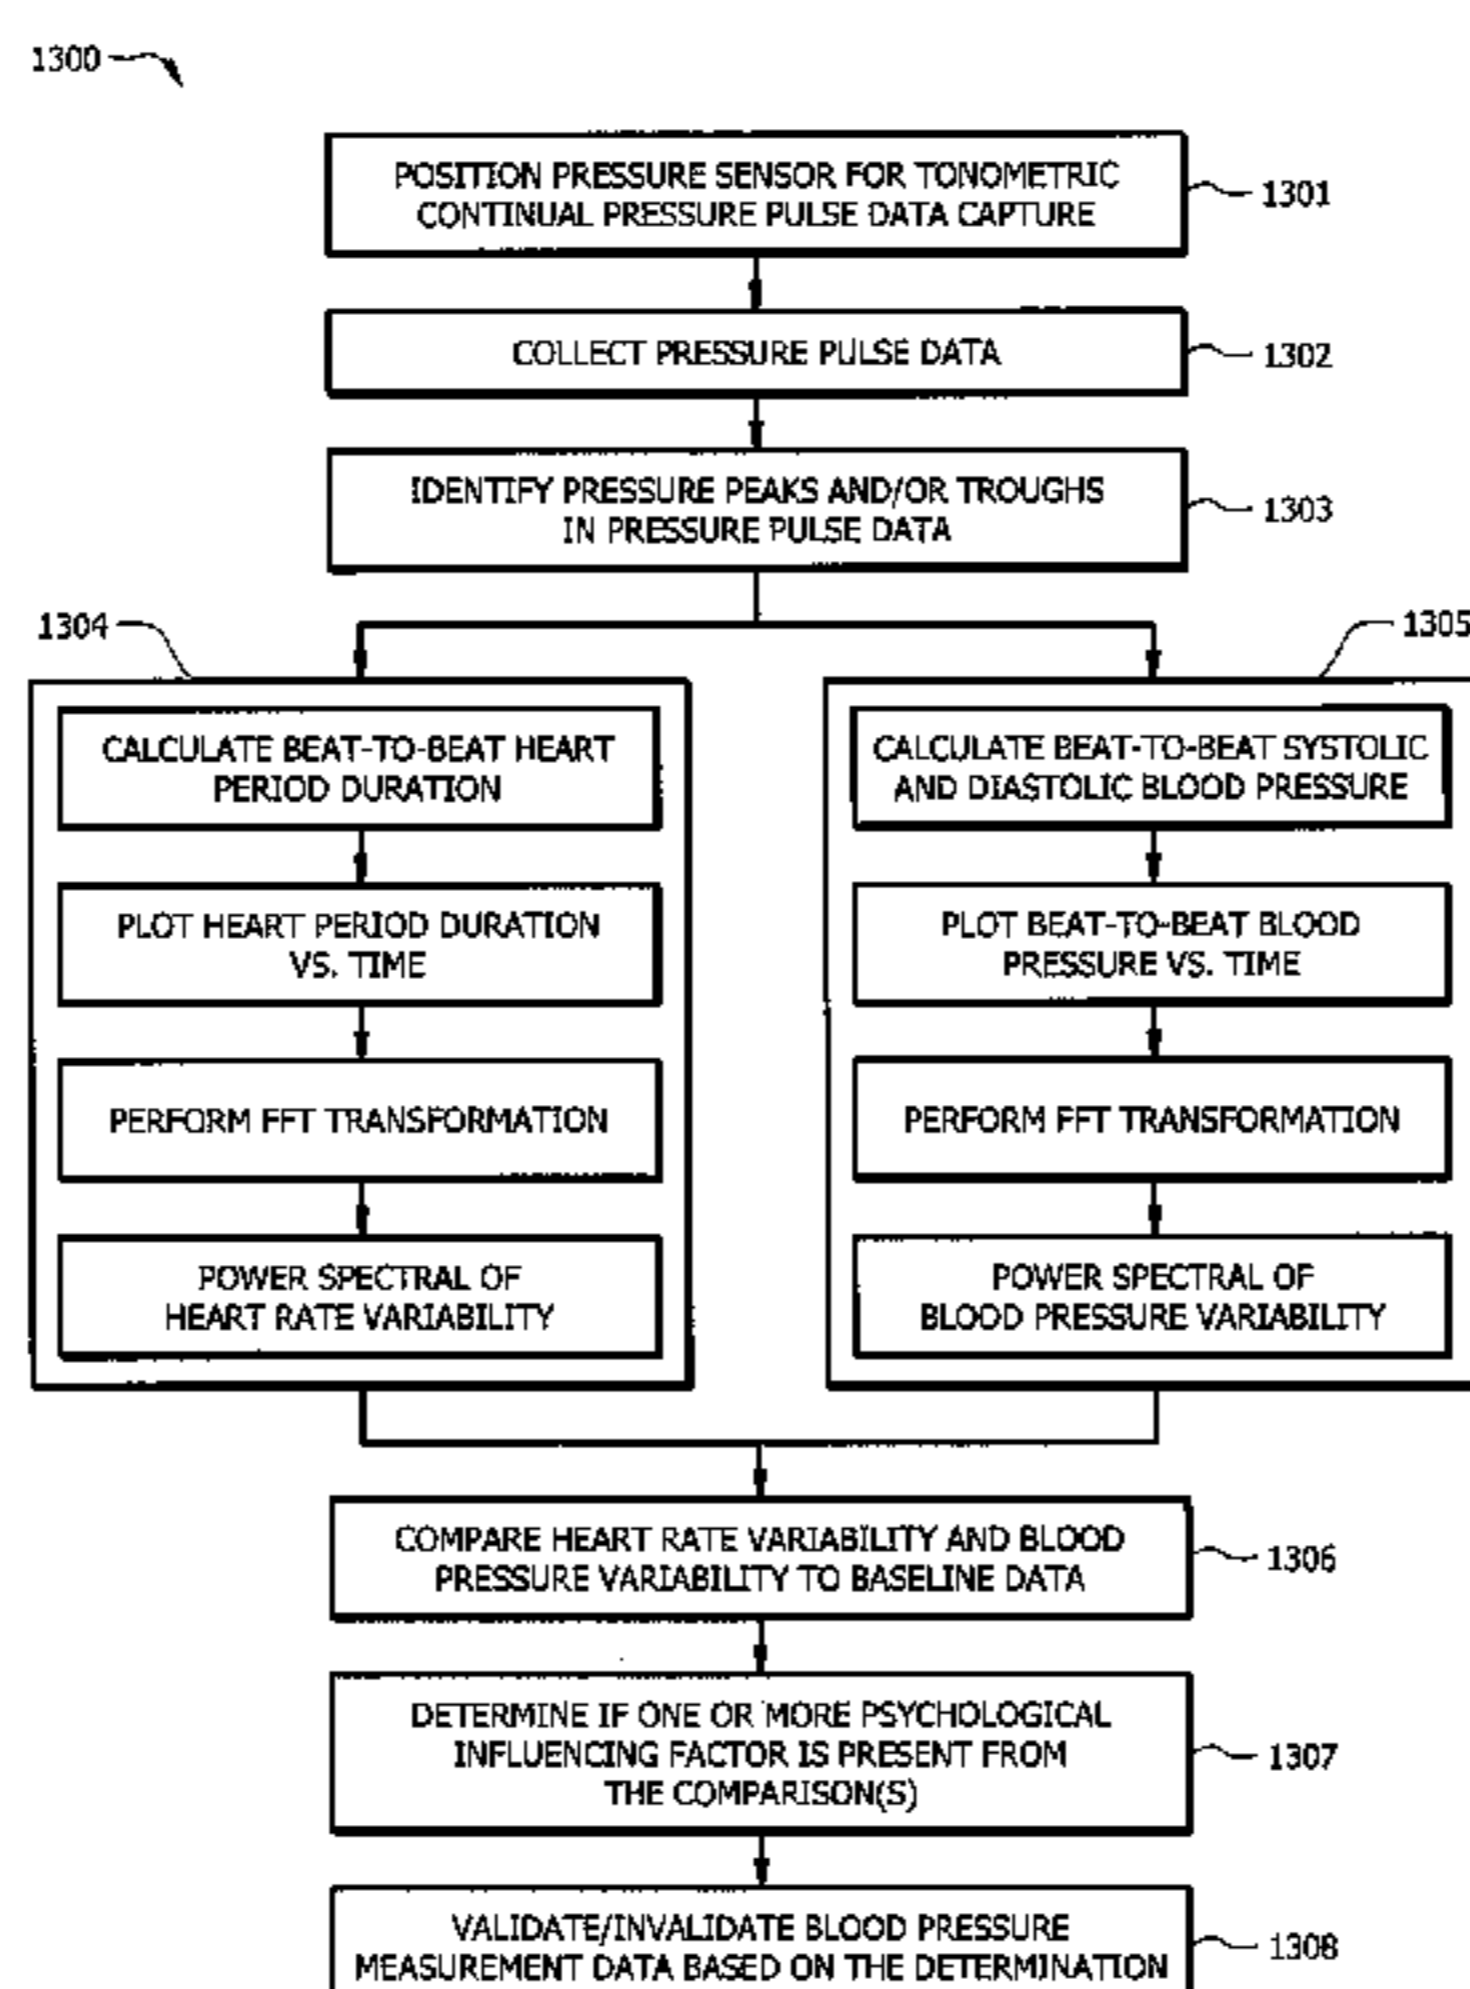 1300
POSITION PRESSURE SENSOR FOR TONOMETRIC
CONTINUAL PRESSURE PULSE DATA CAPTURE
1301
COLLECT PRESSURE PULSE DATA
1302
IDENTIFY PRESSURE PEAKS AND/OR TROUGHS
IN PRESSURE PULSE DATA
1303
1304
CALCULATE BEAT-TO-BEAT HEART
PERIOD DURATION
PLOT HEART PERIOD DURATION
VS. TIME
PERFORM FFT TRANSFORMATION
POWER SPECTRAL OF
HEART RATE VARIABILITY
1305
CALCULATE BEAT-TO-BEAT SYSTOLIC
AND DIASTOLIC BLOOD PRESSURE
PLOT BEAT-TO-BEAT BLOOD
PRESSURE VS. TIME
PERFORM FFT TRANSFORMATION
POWER SPECTRAL OF
BLOOD PRESSURE VARIABILITY
COMPARE HEART RATE VARIABILITY AND BLOOD
PRESSURE VARIABILITY TO BASELINE DATA
1306
DETERMINE IF ONE OR MORE PSYCHOLOGICAL
INFLUENCING FACTOR IS PRESENT FROM
THE COMPARISON(S)
1307
VALIDATE/INVALIDATE BLOOD PRESSURE
MEASUREMENT DATA BASED ON THE DETERMINATION
1308